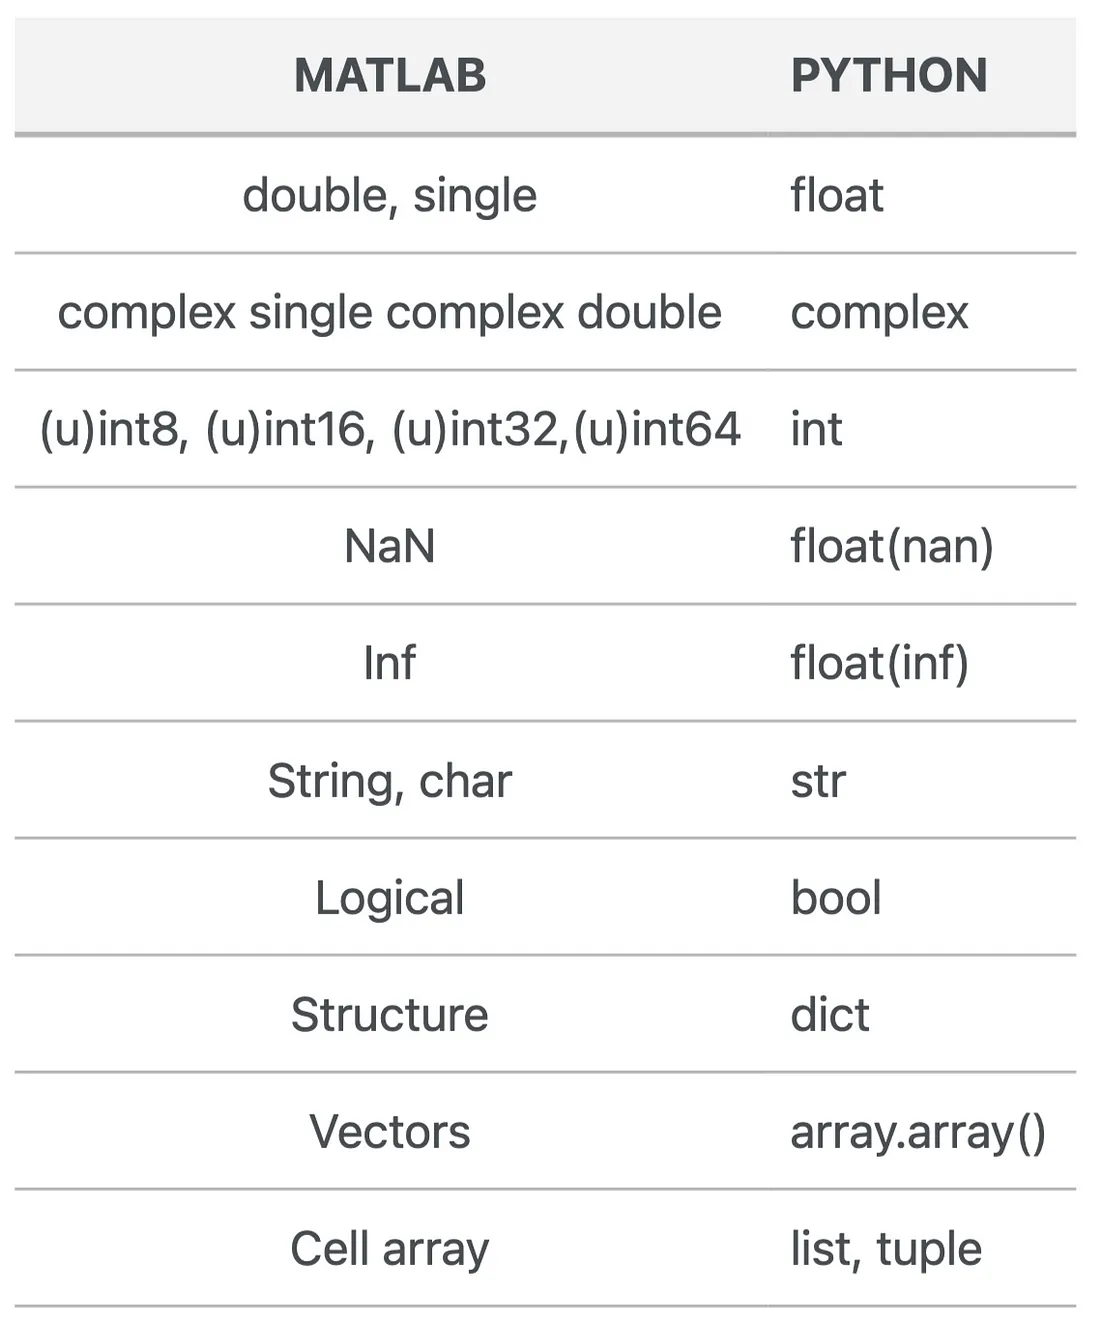 MATLAB PYTHON
double, single float
complex single complex double complex
(u)int8, (u)int16, (u)int32,(u)int64 int
NaN float(nan)
Inf float(inf)
String, char str
Logical bool
Structure dict
Vectors array.array()
Cell array list, tuple